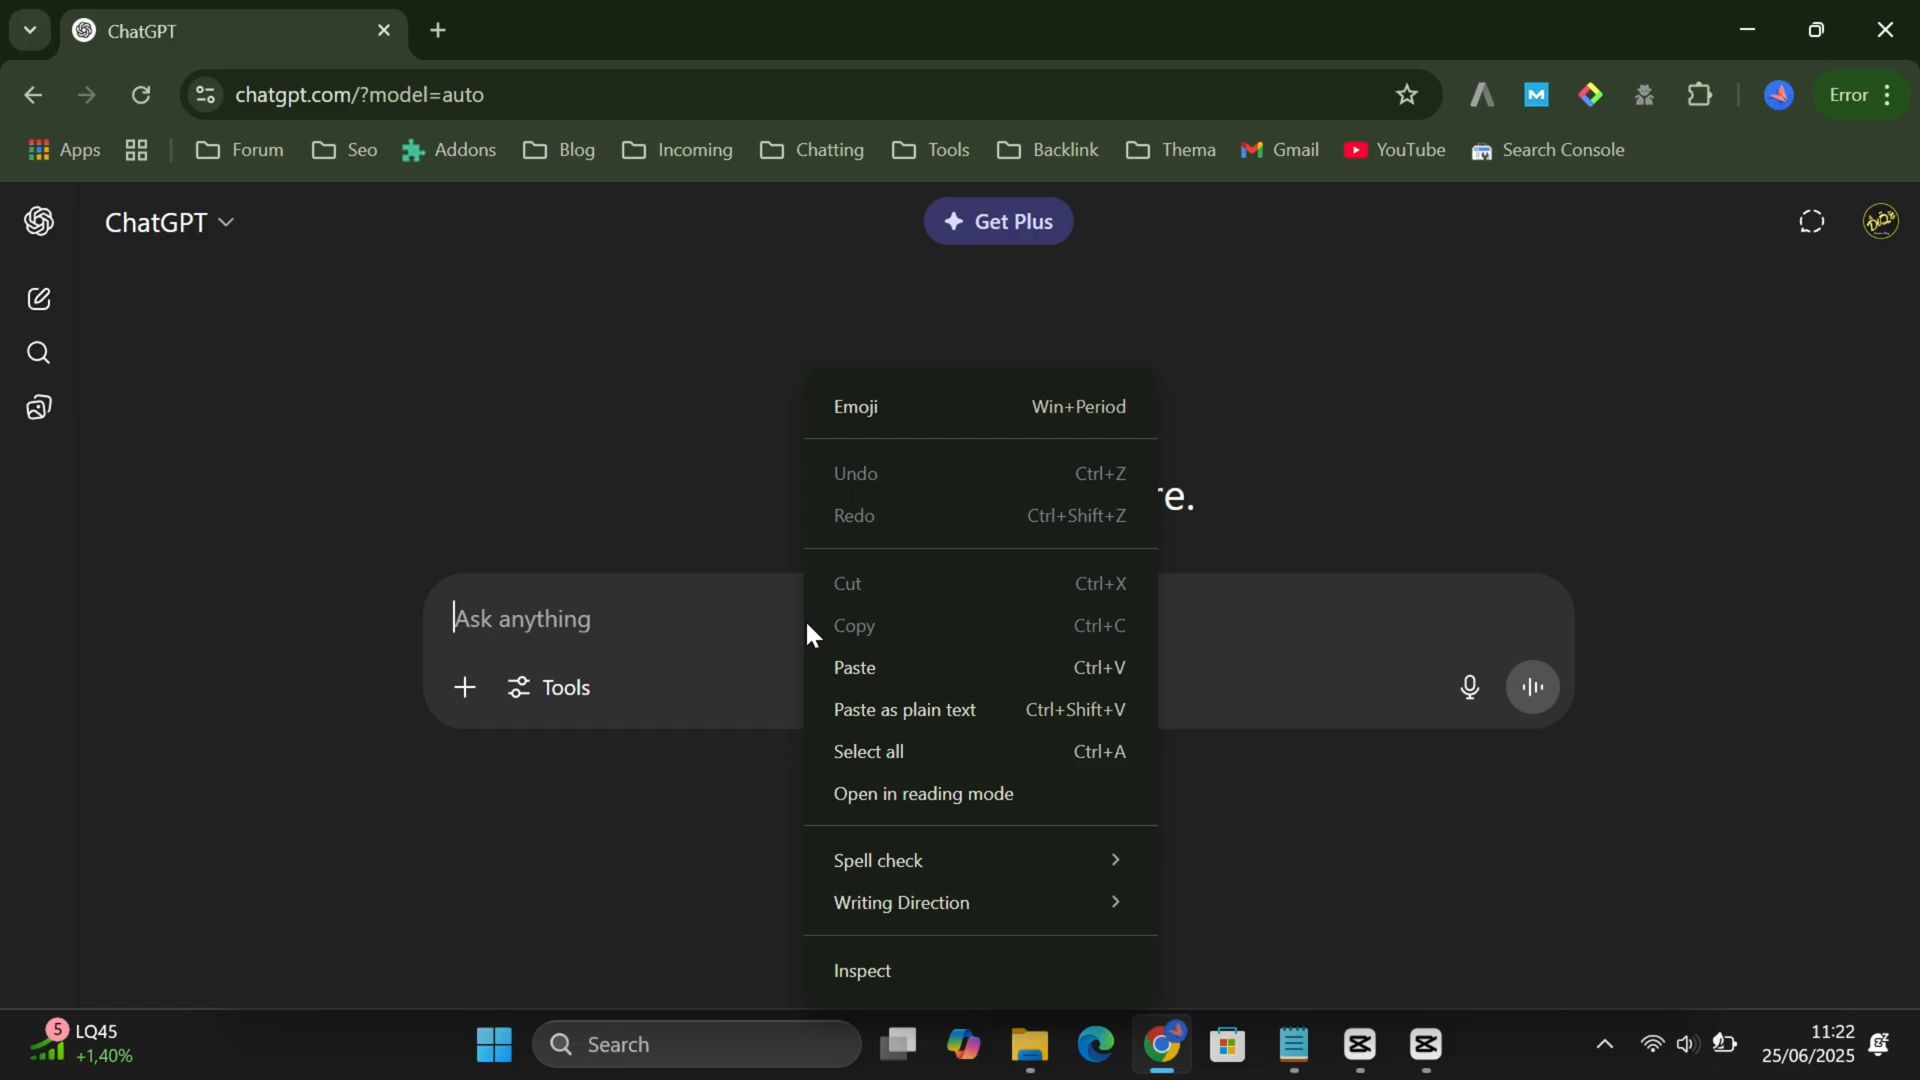 ChatGPT
chatgpt.com/?model=auto
Error
Apps
Forum
Seo
Addons
Blog
Incoming
Chatting
Tools
Backlink
Thema
Gmail
YouTube
Search Console
ChatGPT
Get Plus
re.
Ask anything
Tools
Emoji Win+Period
Undo Ctrl+Z
Redo Ctrl+Shift+Z
Cut Ctrl+X
Copy Ctrl+C
Paste Ctrl+V
Paste as plain text Ctrl+Shift+V
Select all Ctrl+A
Open in reading mode
Spell check
Writing Direction
Inspect
5
LQ45
+1,40%
Search
11:22
25/06/2025